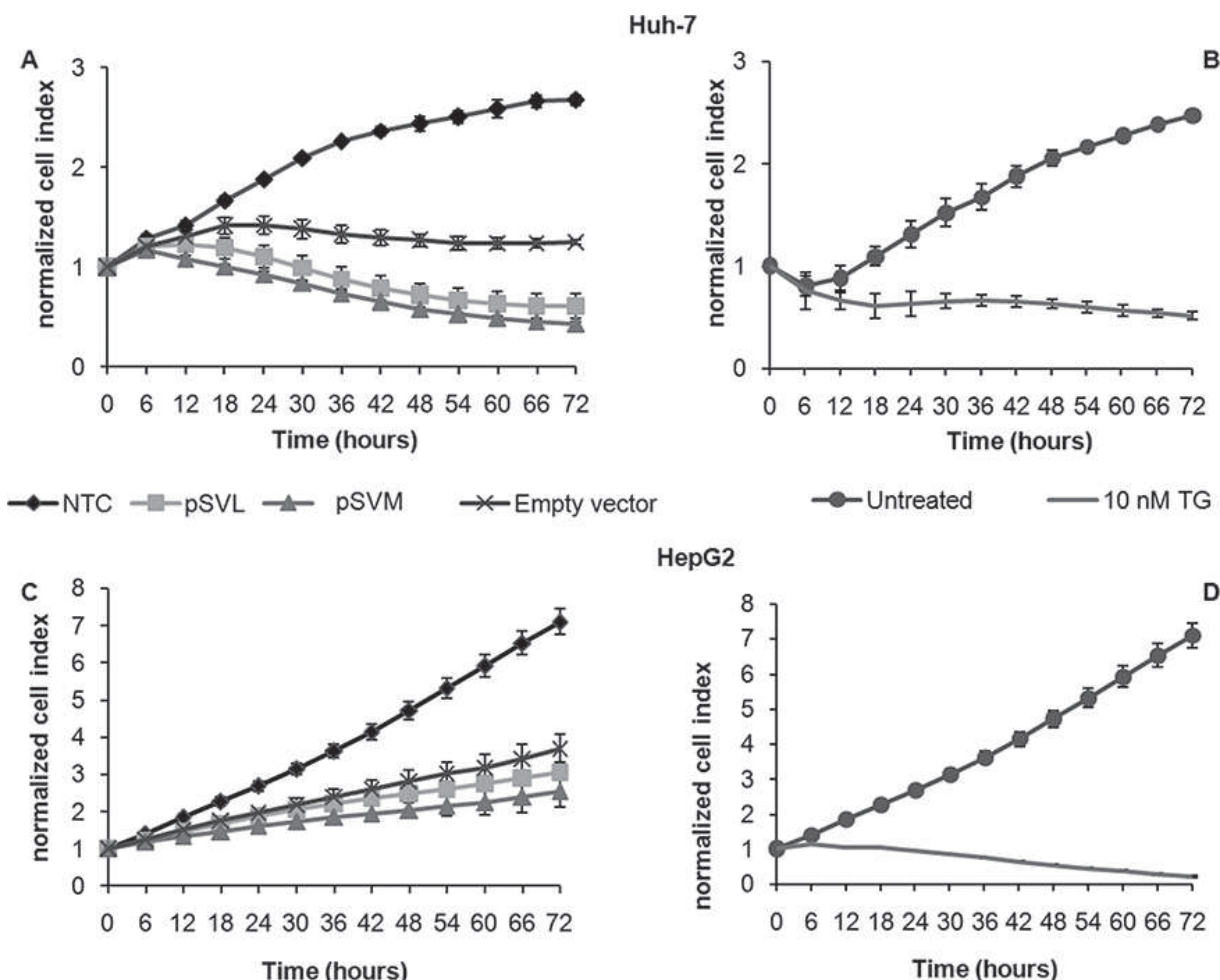 Huh-7
A
B
normalized cell index
3
2
1
0
0 6 12 18 24 30 36 42 48 54 60 66 72
Time (hours)
normalized cell index
3
2
1
0
0 6 12 18 24 30 36 42 48 54 60 66 72
Time (hours)
NTC pSVL pSVM Empty vector
Untreated 10 nM TG
HepG2
C
D
normalized cell index
8
7
6
5
4
3
2
1
0
0 6 12 18 24 30 36 42 48 54 60 66 72
Time (hours)
normalized cell index
8
7
6
5
4
3
2
1
0
0 6 12 18 24 30 36 42 48 54 60 66 72
Time (hours)